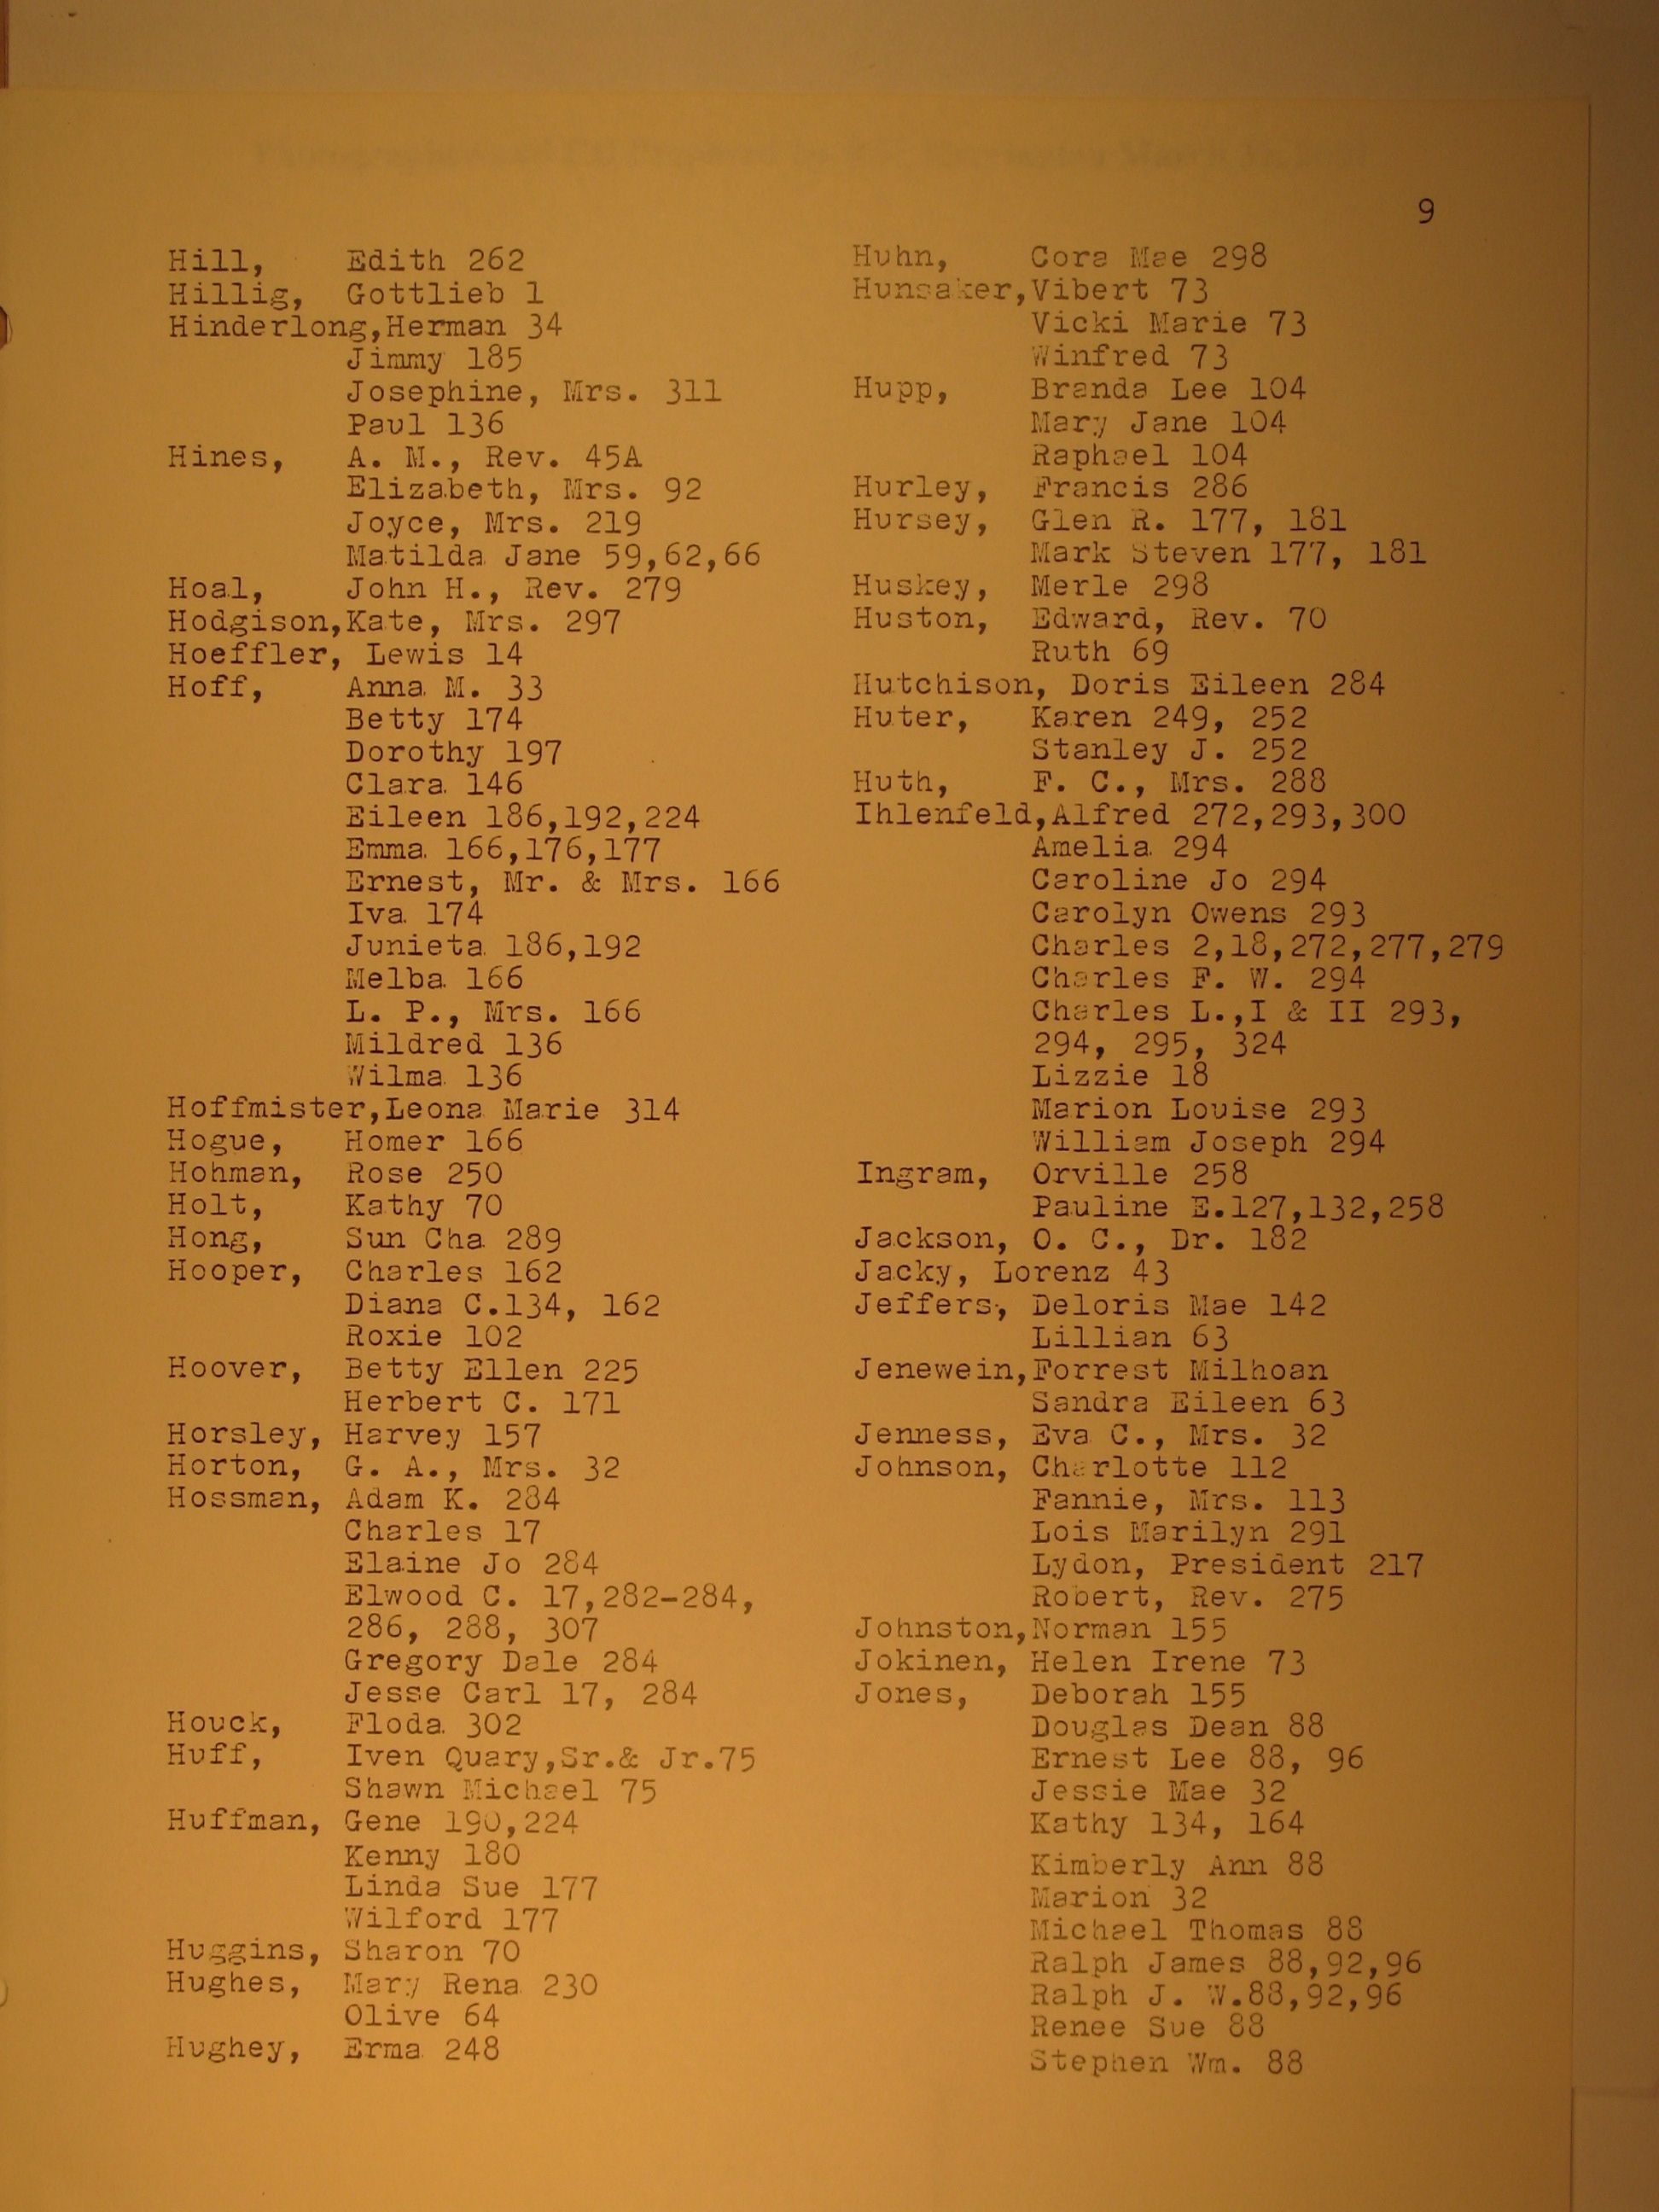 9
Hill, Edith 262
Hillig, Gottlieb 1
Hinderlong,Herman 34
Jimmy 185
Josephine, Mrs. 311
Paul 136
Hines, A. M., Rev. 45A
Elizabeth, Mrs. 92
Joyce, Mrs. 219
Matilda Jane 59,62,66
Hoal, John H., Rev. 279
Hodgison,Kate, Mrs. 297
Hoeffler, Lewis 14
Hoff, Anna M. 33
Betty 174
Dorothy 197
Clara 146
Eileen 186,192,224
Emma 166,176,177
Ernest, Mr. & Mrs. 166
Iva 174
Junieta 186,192
Melba 166
L. P., Mrs. 166
Mildred 136
Wilma 136
Hoffmister,Leona Marie 314
Hogue, Homer 166
Hohman, Rose 250
Holt, Kathy 70
Hong, Sun Cha 289
Hooper, Charles 162
Diana C.134, 162
Roxie 102
Hoover, Betty Ellen 225
Herbert C. 171
Horsley, Harvey 157
Horton, G. A., Mrs. 32
Hossman, Adam K. 284
Charles 17
Elaine Jo 284
Elwood C. 17,282-284,
286, 288, 307
Gregory Dale 284
Jesse Carl 17, 284
Houck, Floda 302
Huff, Iven Quary,Sr.& Jr.75
Shawn Michael 75
Huffman, Gene 190,224
Kenny 180
Linda Sue 177
Wilford 177
Huggins, Sharon 70
Hughes, Mary Rena 230
Olive 64
Hughey, Erma 248
Huhn, Cora Mae 298
Hunsaker,Vibert 73
Vicki Marie 73
Winfred 73
Hupp, Branda Lee 104
Mary Jane 104
Raphael 104
Hurley, Francis 286
Hursey, Glen R. 177, 181
Mark Steven 177, 181
Huskey, Merle 298
Huston, Edward, Rev. 70
Ruth 69
Hutchison, Doris Eileen 284
Huter, Karen 249, 252
Stanley J. 252
Huth, F. C., Mrs. 288
Ihlenfeld,Alfred 272,293,300
Amelia 294
Caroline Jo 294
Carolyn Owens 293
Charles 2,18,272,277,279
Charles F. W. 294
Charles L.,I & II 293,
294, 295, 324
Lizzie 18
Marion Louise 293
William Joseph 294
Ingram, Orville 258
Pauline E.127,132,258
Jackson, O. C., Dr. 182
Jacky, Lorenz 43
Jeffers, Deloris Mae 142
Lillian 63
Jenewein,Forrest Milhoan
Sandra Eileen 63
Jenness, Eva C., Mrs. 32
Johnson, Charlotte 112
Fannie, Mrs. 113
Lois Marilyn 291
Lydon, President 217
Robert, Rev. 275
Johnston,Norman 155
Jokinen, Helen Irene 73
Jones, Deborah 155
Douglas Dean 88
Ernest Lee 88, 96
Jessie Mae 32
Kathy 134, 164
Kimberly Ann 88
Marion 32
Michael Thomas 88
Ralph James 88,92,96
Ralph J. W.88,92,96
Renee Sue 88
Stephen Wm. 88